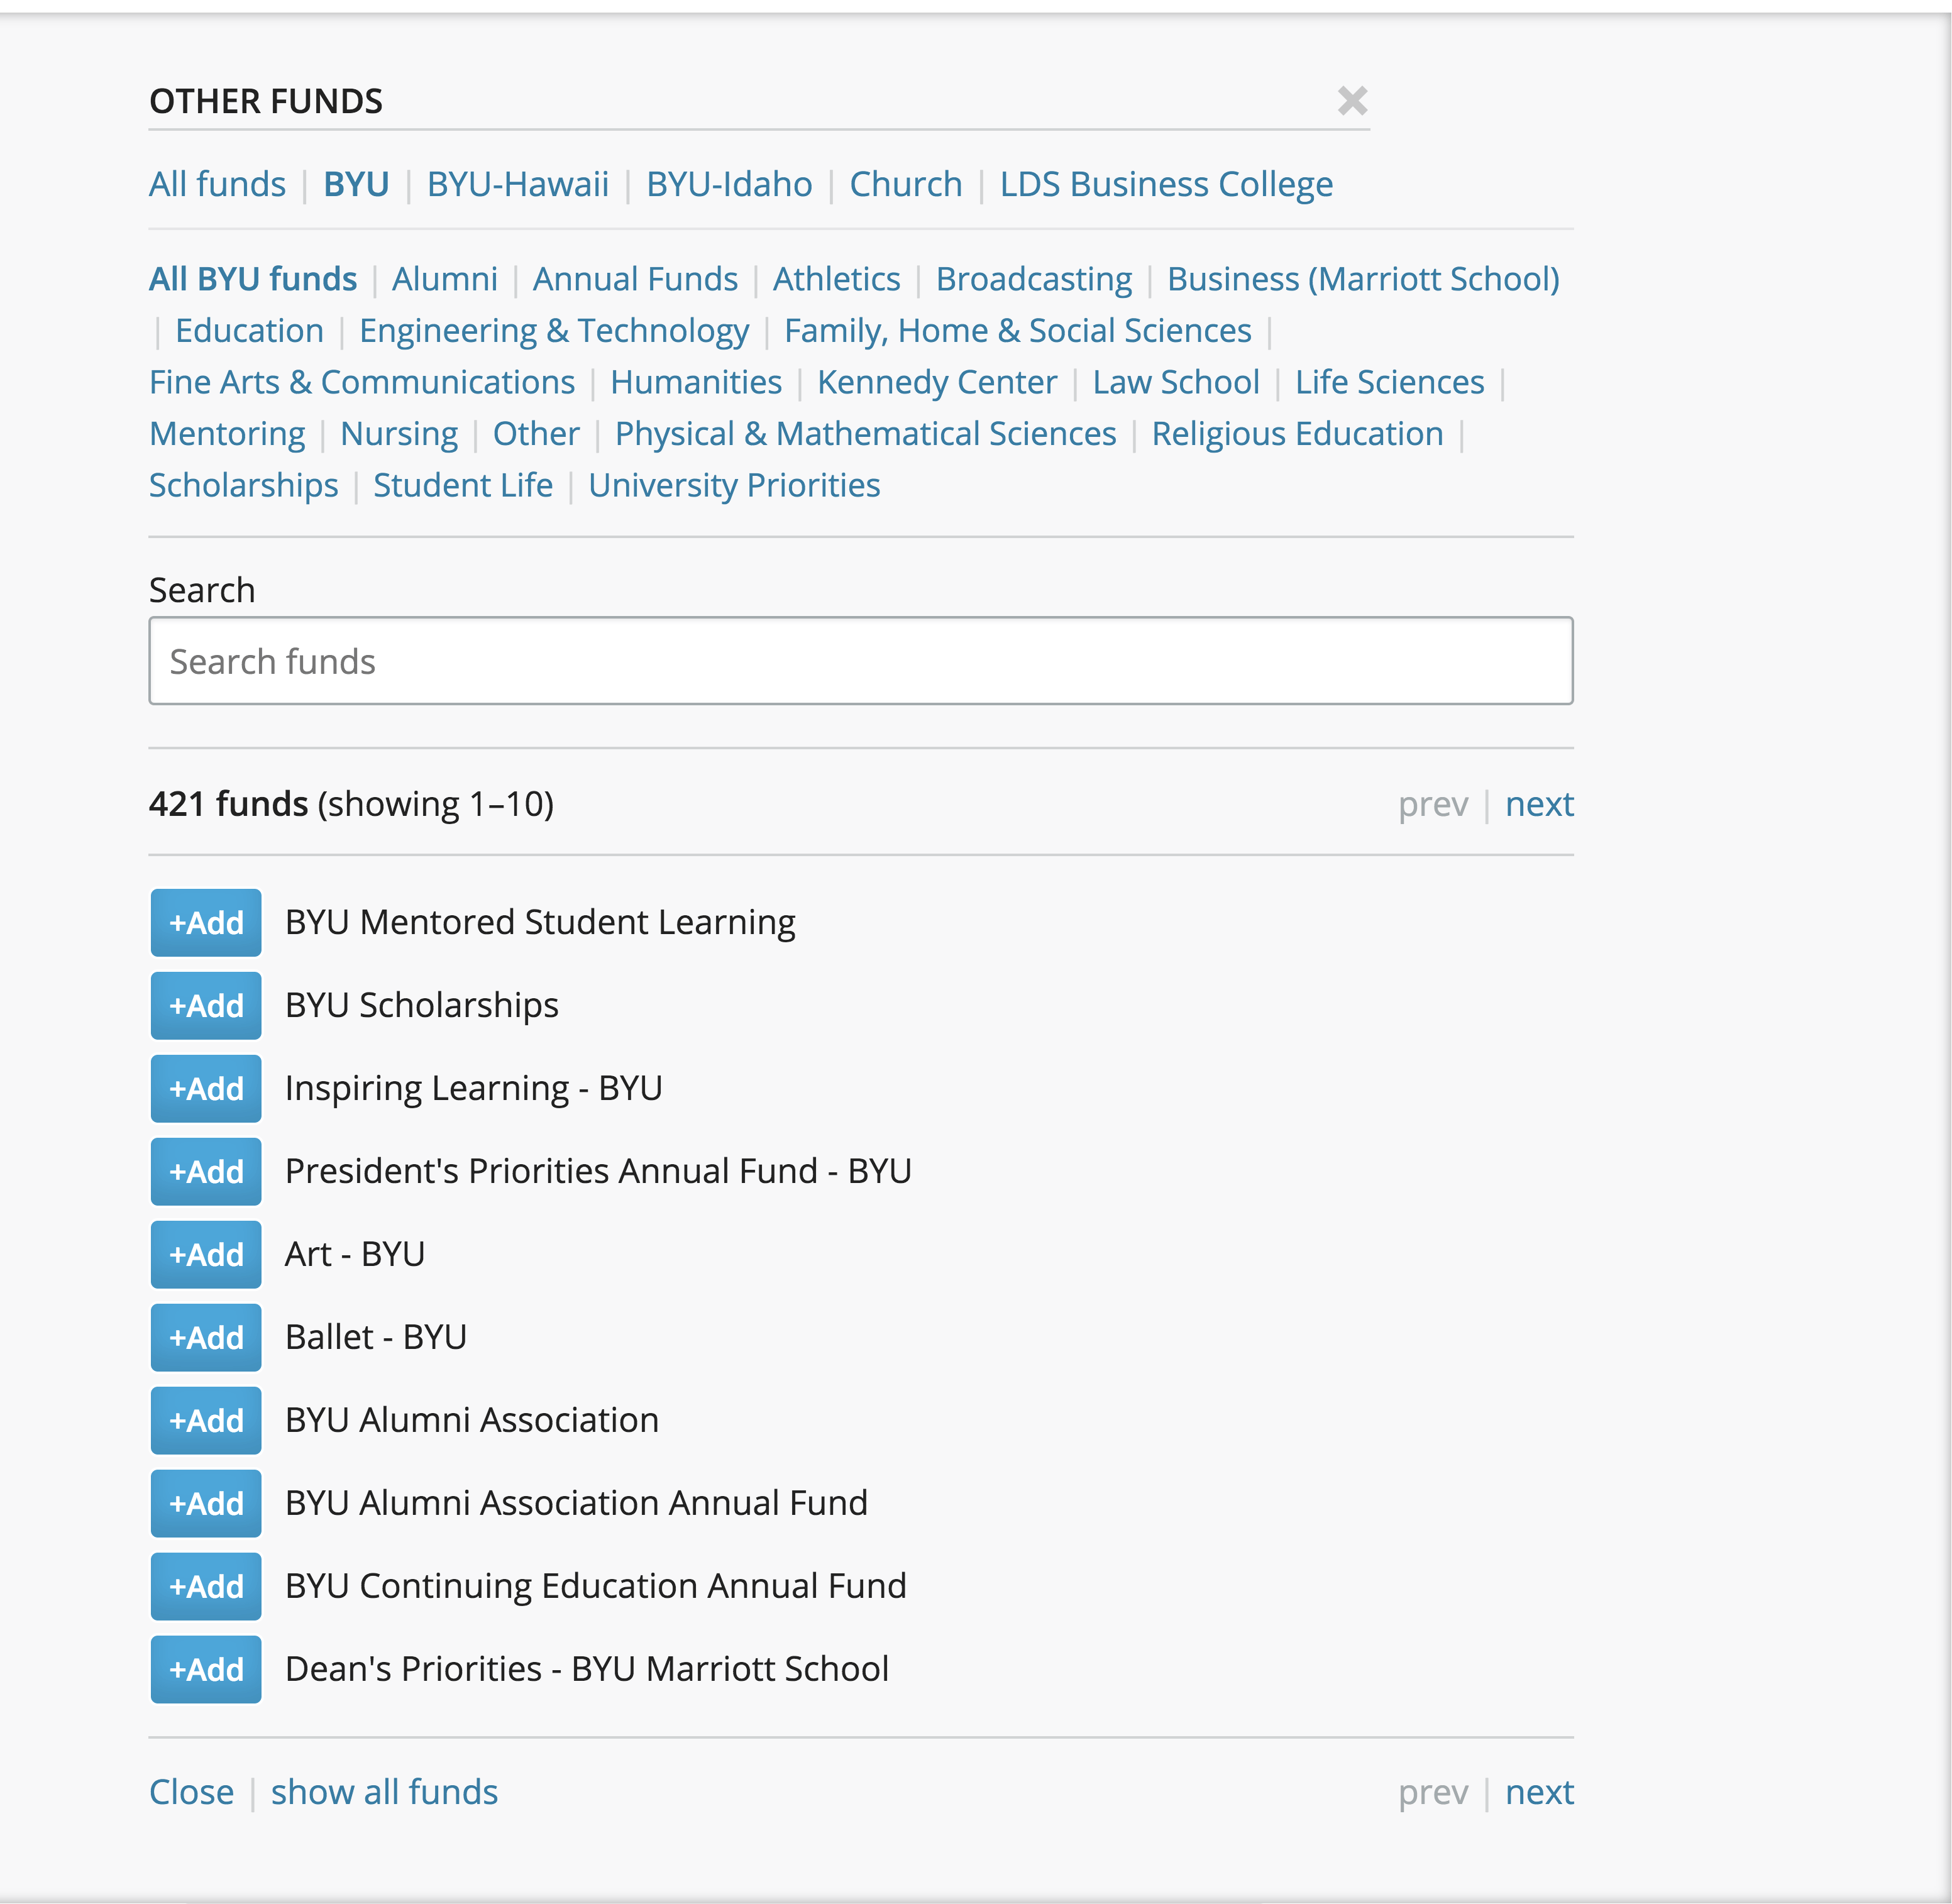 OTHER FUNDS
All funds | BYU | BYU-Hawaii | BYU-Idaho | Church | LDS Business College
All BYU funds | Alumni | Annual Funds | Athletics | Broadcasting | Business (Marriott School)
| Education | Engineering & Technology | Family, Home & Social Sciences |
Fine Arts & Communications | Humanities | Kennedy Center | Law School | Life Sciences |
Mentoring | Nursing | Other | Physical & Mathematical Sciences | Religious Education |
Scholarships | Student Life | University Priorities
Search
Search funds
421 funds (showing 1–10) prev | next
+Add BYU Mentored Student Learning
+Add BYU Scholarships
+Add Inspiring Learning - BYU
+Add President's Priorities Annual Fund - BYU
+Add Art - BYU
+Add Ballet - BYU
+Add BYU Alumni Association
+Add BYU Alumni Association Annual Fund
+Add BYU Continuing Education Annual Fund
+Add Dean's Priorities - BYU Marriott School
Close | show all funds prev | next